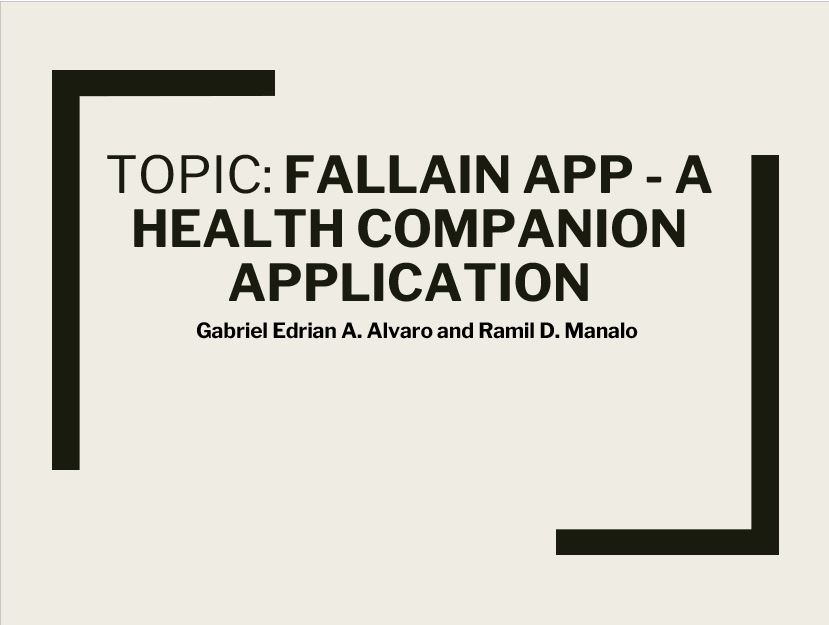 TOPIC: FALLAIN APP - A
HEALTH COMPANION
APPLICATION
Gabriel Edrian A. Alvaro and Ramil D. Manalo